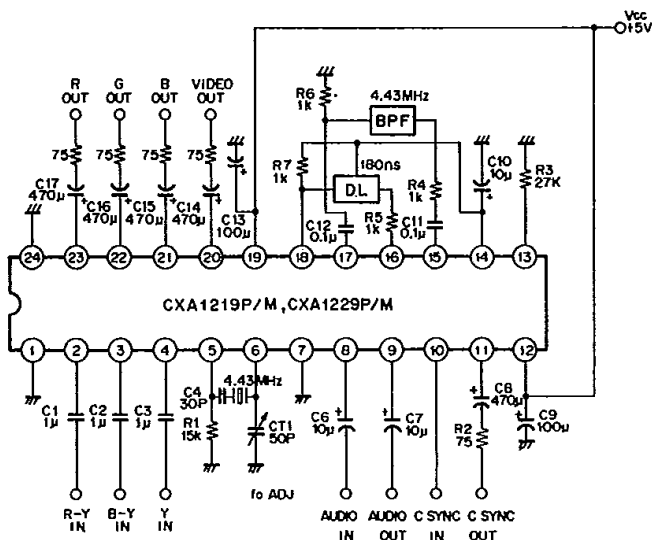 Vcc
+5V
R
OUT
G
OUT
B
OUT
VIDEO
OUT
R6
1k
4.43MHz
BPF
75
75
75
75
R7
1k
180ns
D.L
R4
1k
C10
10μ
R3
27K
C17
470μ
C16
470μ
C15
470μ
C14
470μ
C13
100μ
C12
0.1μ
R5
1k
C11
0.1μ
24
23
22
21
20
19
18
17
16
15
14
13
CXA1219P/M, CXA1229P/M
1
2
3
4
5
6
7
8
9
10
11
12
C1
1μ
C2
1μ
C3
1μ
C4
30P
4.43MHz
R1
15k
CT1
50P
C6
10μ
C7
10μ
C8
470μ
R2
75
C9
100μ
fo ADJ
R-Y
IN
B-Y
IN
Y
IN
AUDIO
IN
AUDIO
OUT
C SYNC
IN
C SYNC
OUT